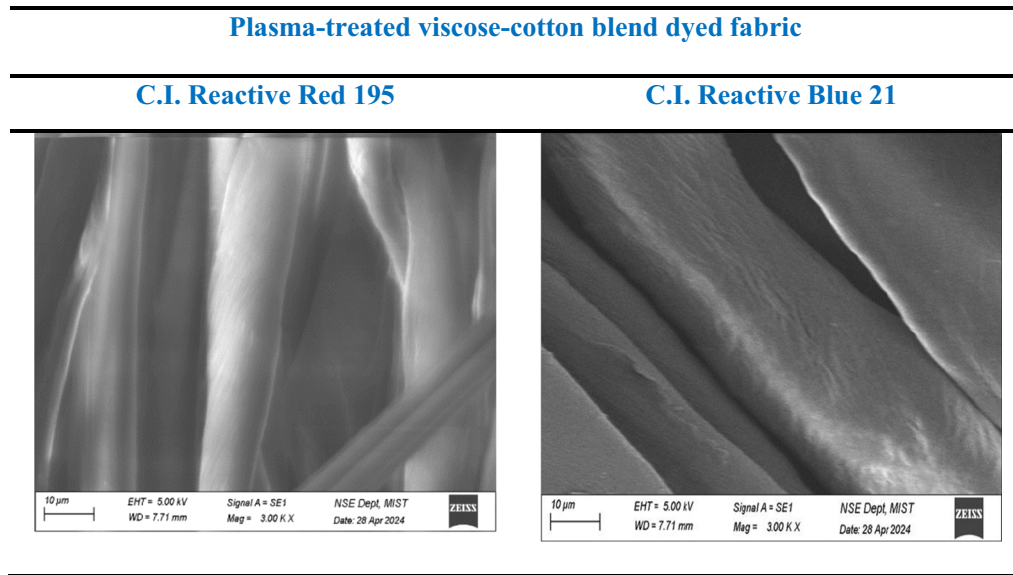 Plasma-treated viscose-cotton blend dyed fabric
C.I. Reactive Red 195
C.I. Reactive Blue 21
10 µm
EHT = 5.00 kV
Signal A = SE1
NSE Dept, MIST
WD = 7.71 mm
Mag = 3.00 K X
Date: 28 Apr 2024
ZEISS
10 µm
EHT = 5.00 kV
Signal A = SE1
NSE Dept, MIST
WD = 7.71 mm
Mag = 3.00 K X
Date: 28 Apr 2024
ZEISS